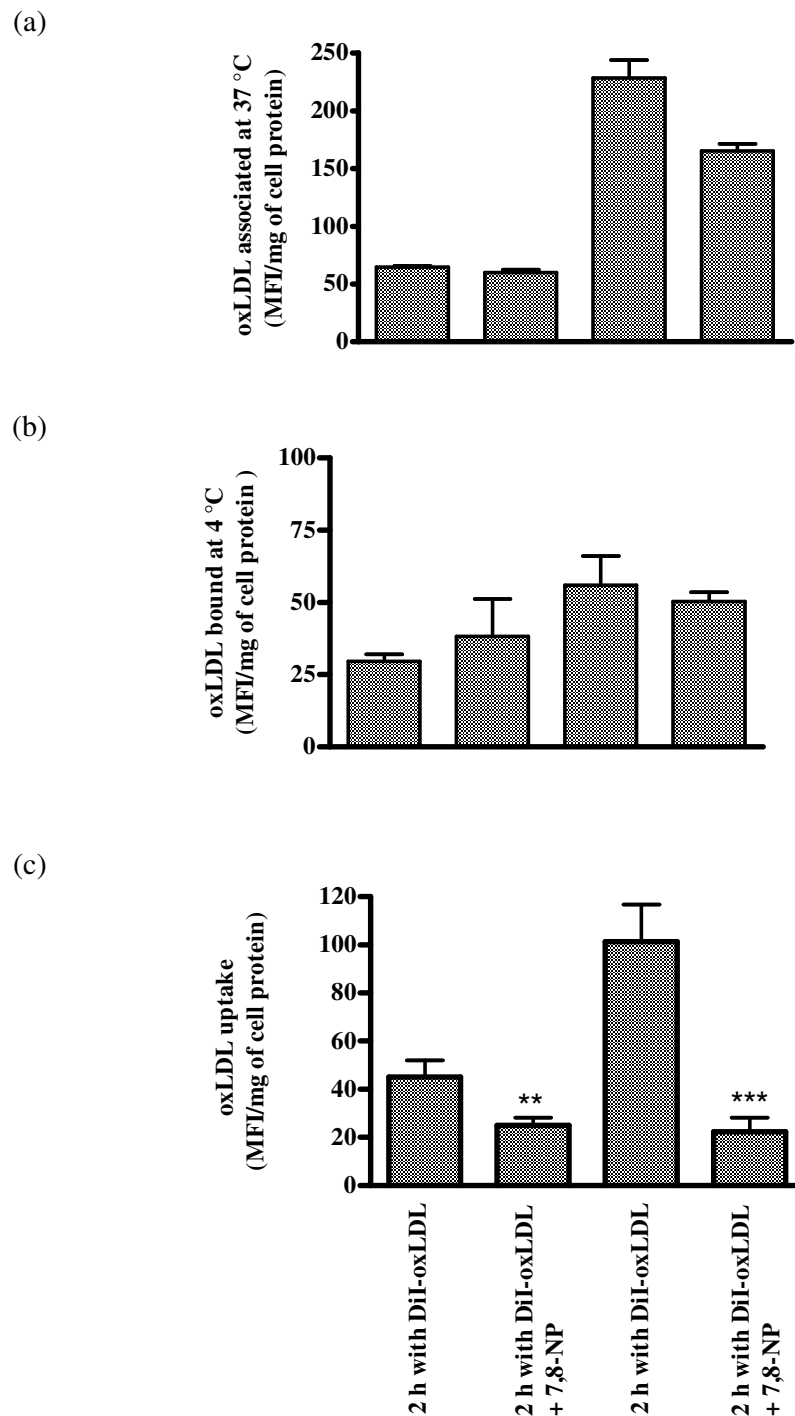 (a)
oxLDL associated at 37 °C
(MFI/mg of cell protein)
250
200
150
100
50
0
(b)
oxLDL bound at 4 °C
(MFI/mg of cell protein )
100
75
50
25
0
(c)
oxLDL uptake
(MFI/mg of cell protein)
120
100
80
60
40
20
0
**
***
2 h with DiI-oxLDL
2 h with DiI-oxLDL
+ 7,8-NP
2 h with DiI-oxLDL
2 h with DiI-oxLDL
+ 7,8-NP